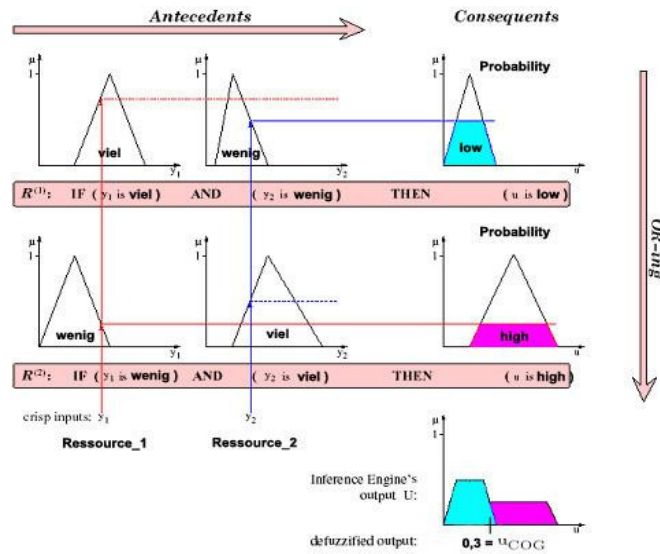 Antecedents Consequents
μ μ μ Probability
1 1 1
viel wenig low
y₁ y₂ u
R⁽¹⁾: IF ( y₁ is viel ) AND ( y₂ is wenig ) THEN ( u is low )
OR-ing
μ μ μ Probability
1 1 1
wenig viel high
y₁ y₂ u
R⁽²⁾: IF ( y₁ is wenig ) AND ( y₂ is viel ) THEN ( u is high )
crisp inputs: y₁ y₂
Ressource_1 Ressource_2
μ
1
Inference Engine's
output U:
u
defuzzified output: 0,3 = u_COG